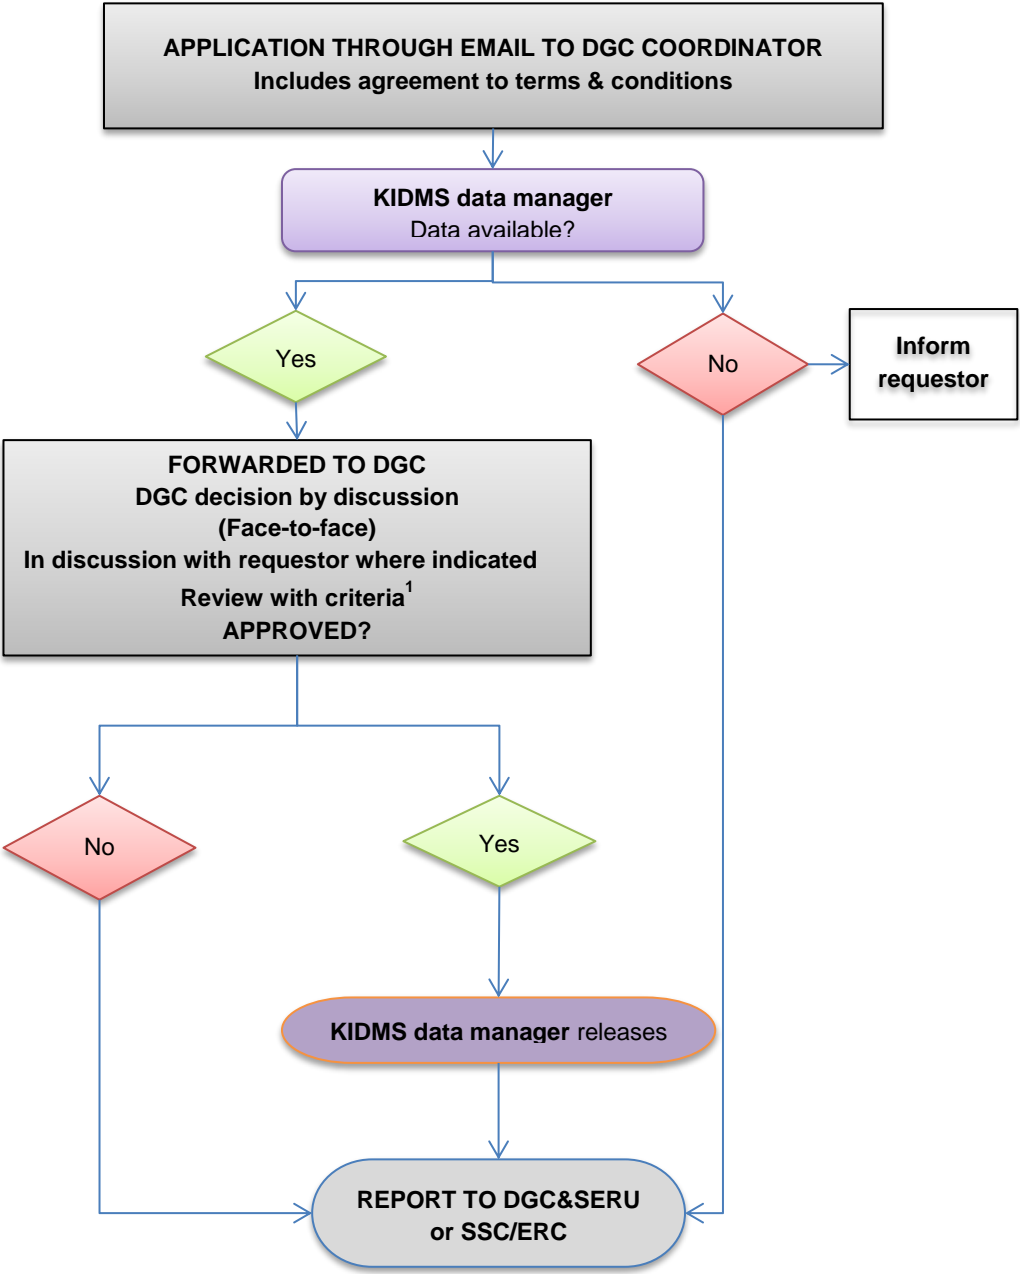 APPLICATION THROUGH EMAIL TO DGC COORDINATOR
Includes agreement to terms & conditions
KIDMS data manager
Data available?
Yes
No
Inform
requestor
FORWARDED TO DGC
DGC decision by discussion
(Face-to-face)
In discussion with requestor where indicated
Review with criteria¹
APPROVED?
No
Yes
KIDMS data manager releases
REPORT TO DGC&SERU
or SSC/ERC